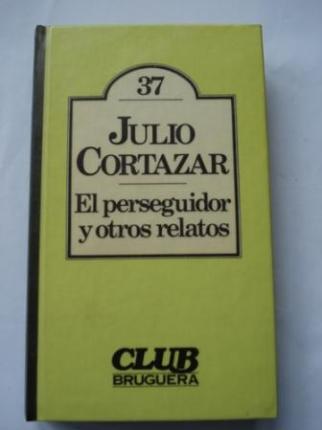 37
JULIO
CORTAZAR
El perseguidor
y otros relatos
CLUB
BRUGUERA